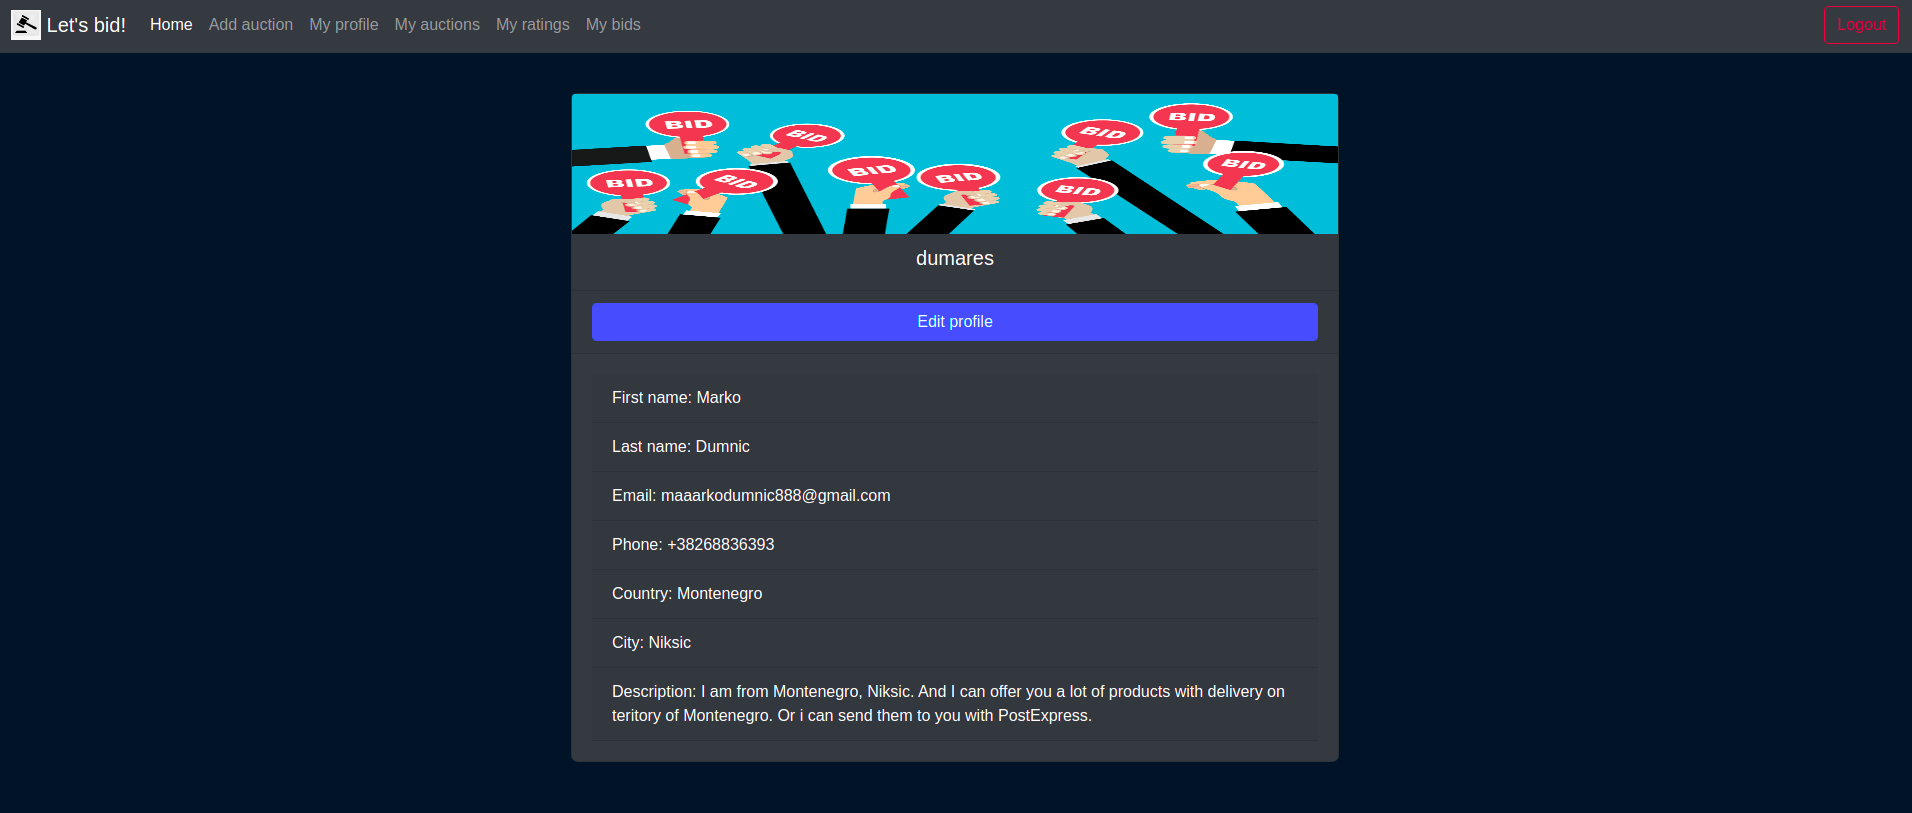 Let's bid! Home Add auction My profile My auctions My ratings My bids Logout
BID BID BID BID
BID BID BID BID BID BID
dumares
Edit profile
First name: Marko
Last name: Dumnic
Email: maaarkodumnic888@gmail.com
Phone: +38268836393
Country: Montenegro
City: Niksic
Description: I am from Montenegro, Niksic. And I can offer you a lot of products with delivery on
teritory of Montenegro. Or i can send them to you with PostExpress.